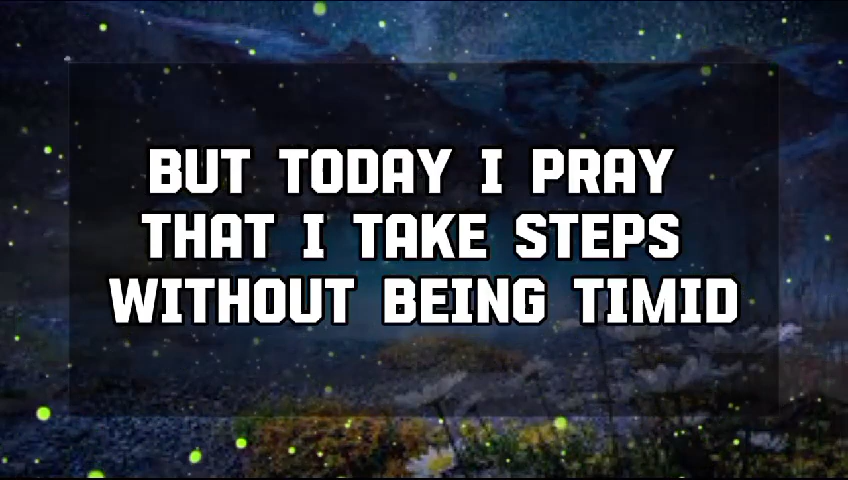 BUT TODAY I PRAY
THAT I TAKE STEPS
WITHOUT BEING TIMID